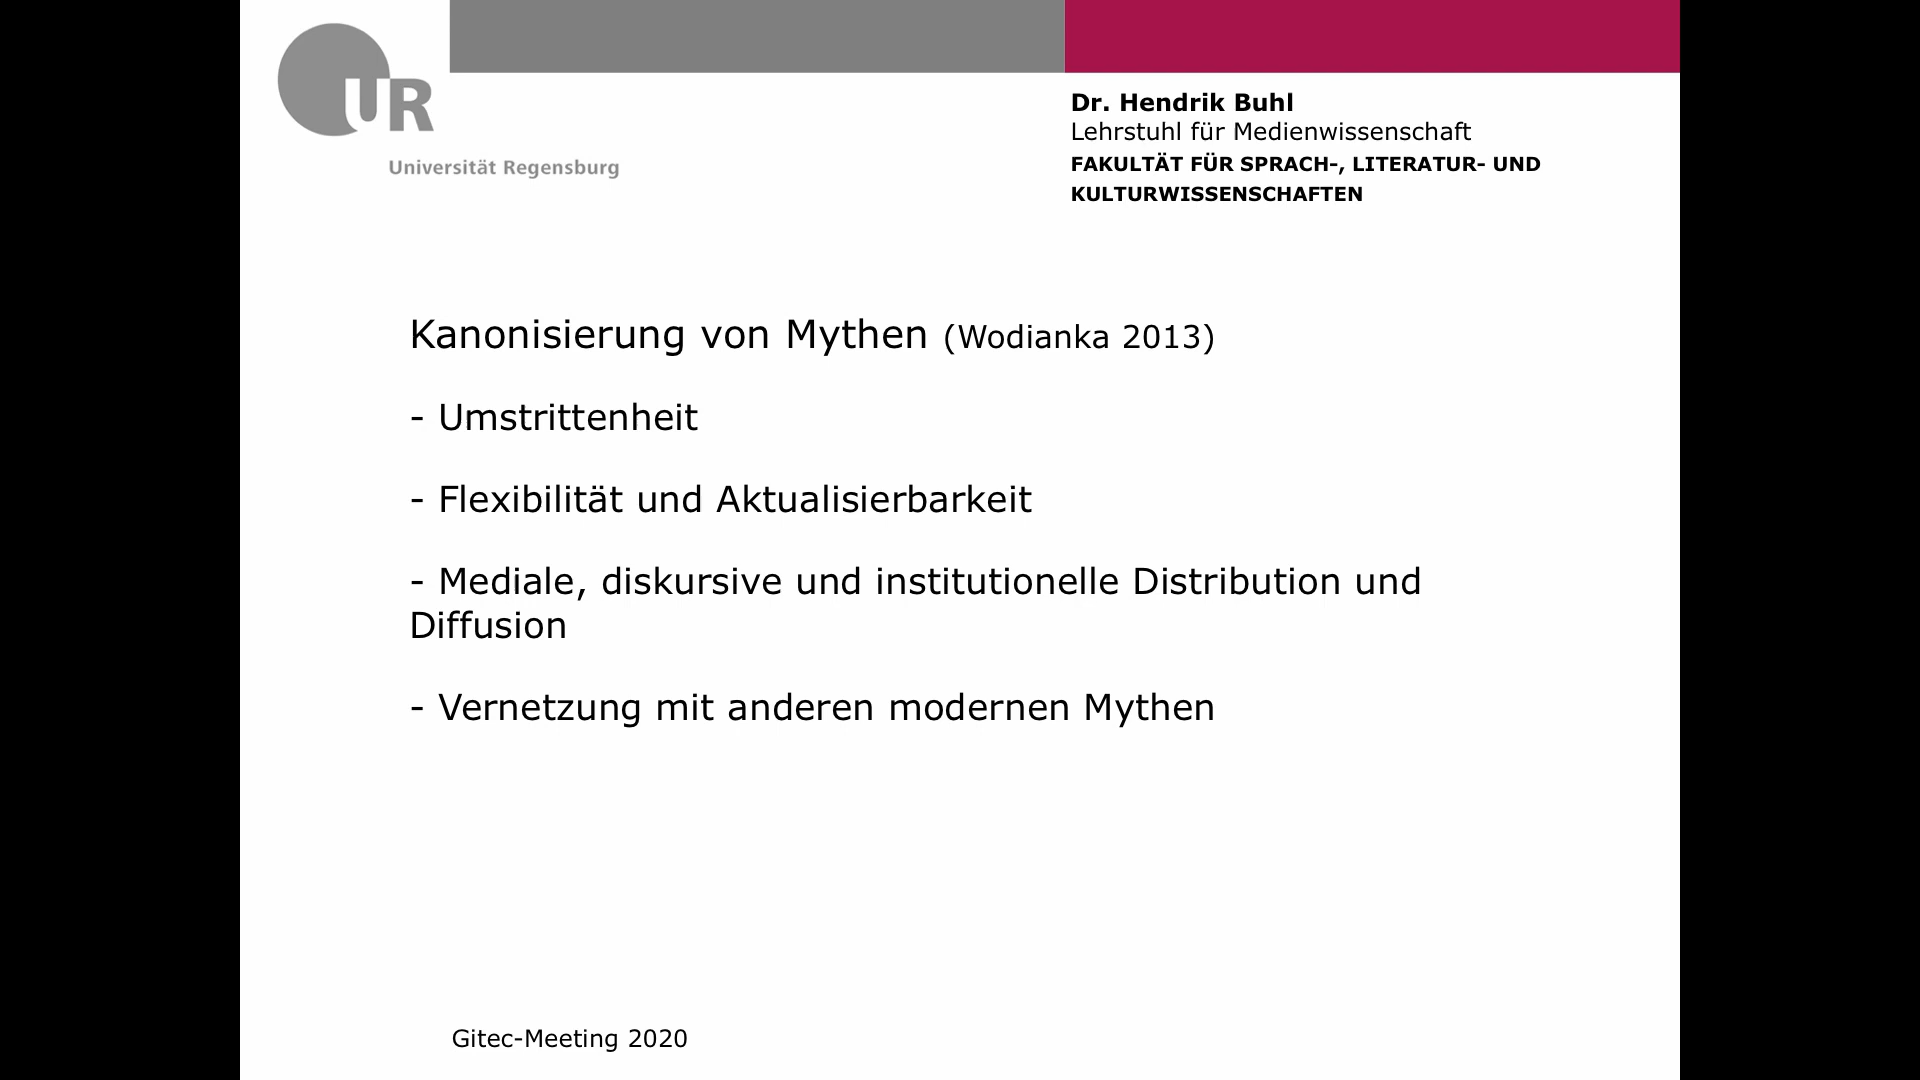 UR
Universität Regensburg
Dr. Hendrik Buhl
Lehrstuhl für Medienwissenschaft
FAKULTÄT FÜR SPRACH-, LITERATUR- UND
KULTURWISSENSCHAFTEN
Kanonisierung von Mythen (Wodianka 2013)
- Umstrittenheit
- Flexibilität und Aktualisierbarkeit
- Mediale, diskursive und institutionelle Distribution und
Diffusion
- Vernetzung mit anderen modernen Mythen
Gitec-Meeting 2020